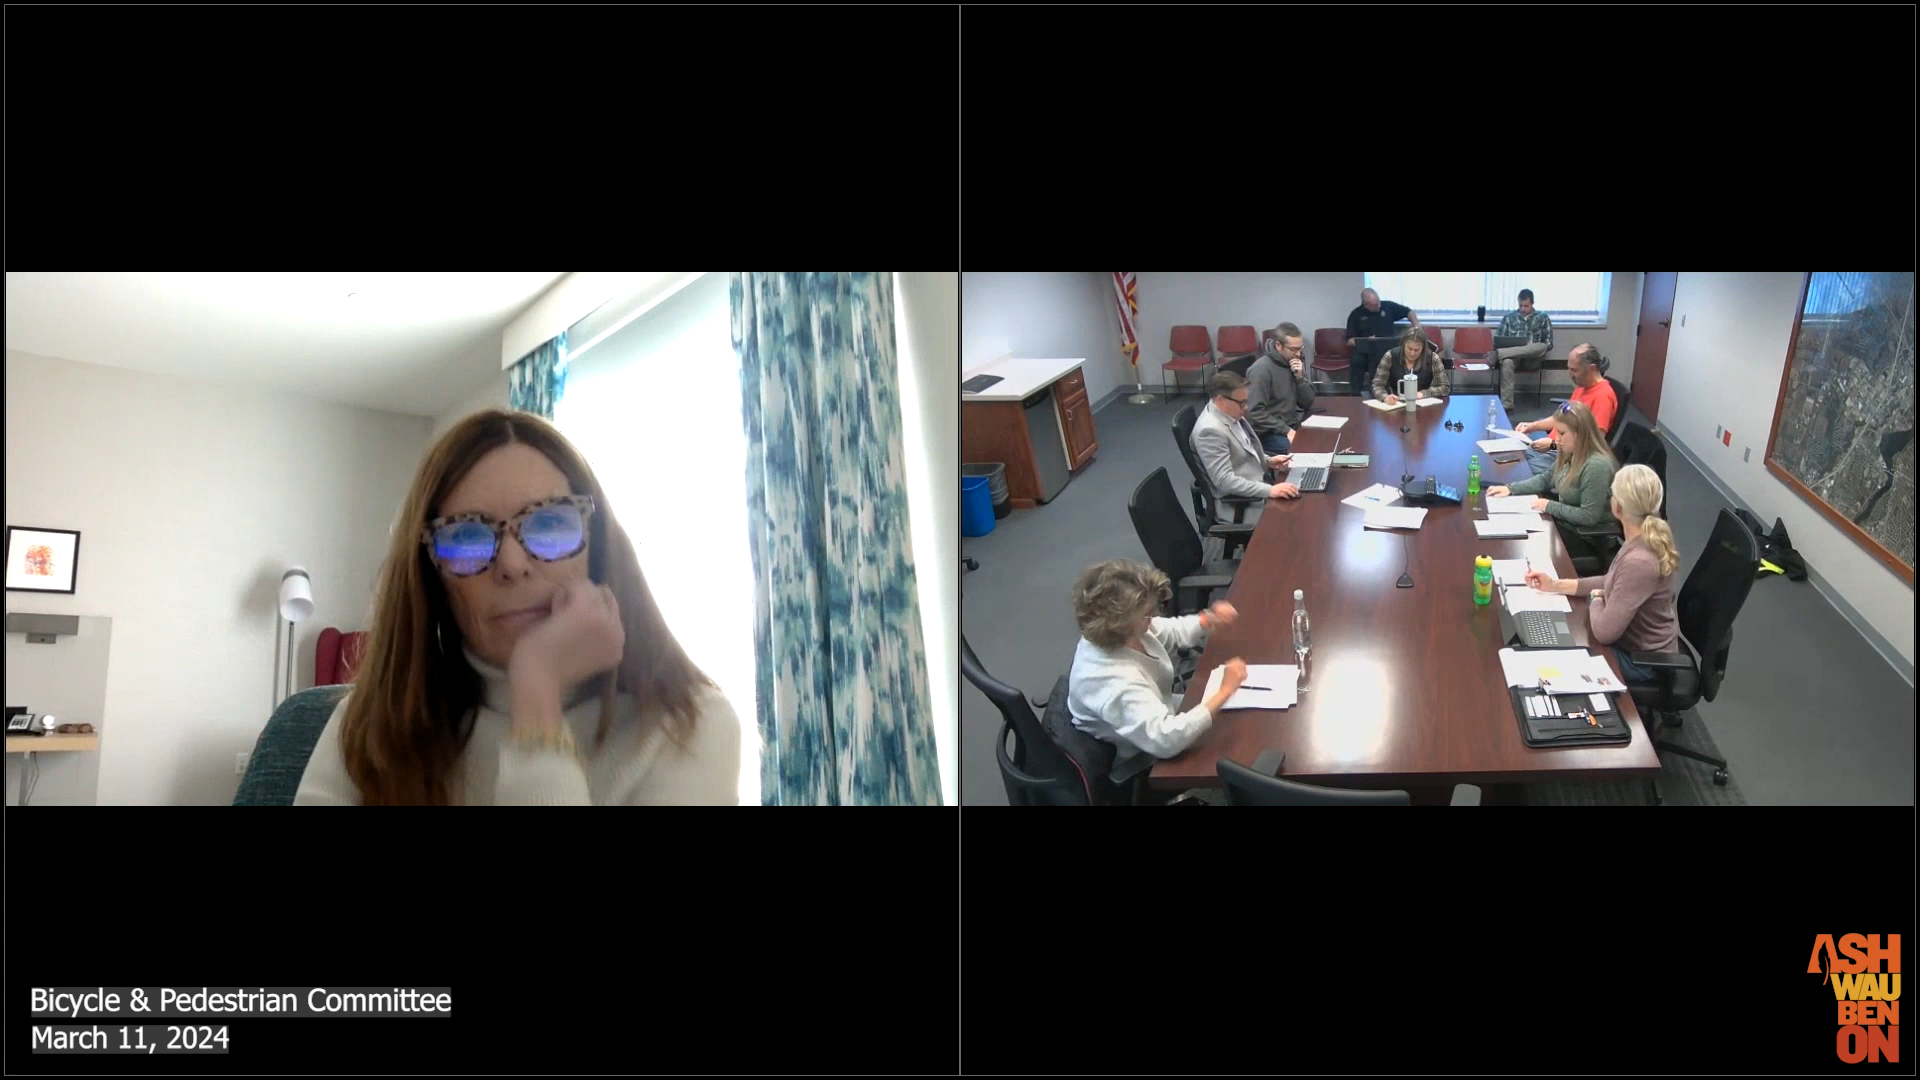 Bicycle & Pedestrian Committee
March 11, 2024
ASH
WAU
BEN
ON